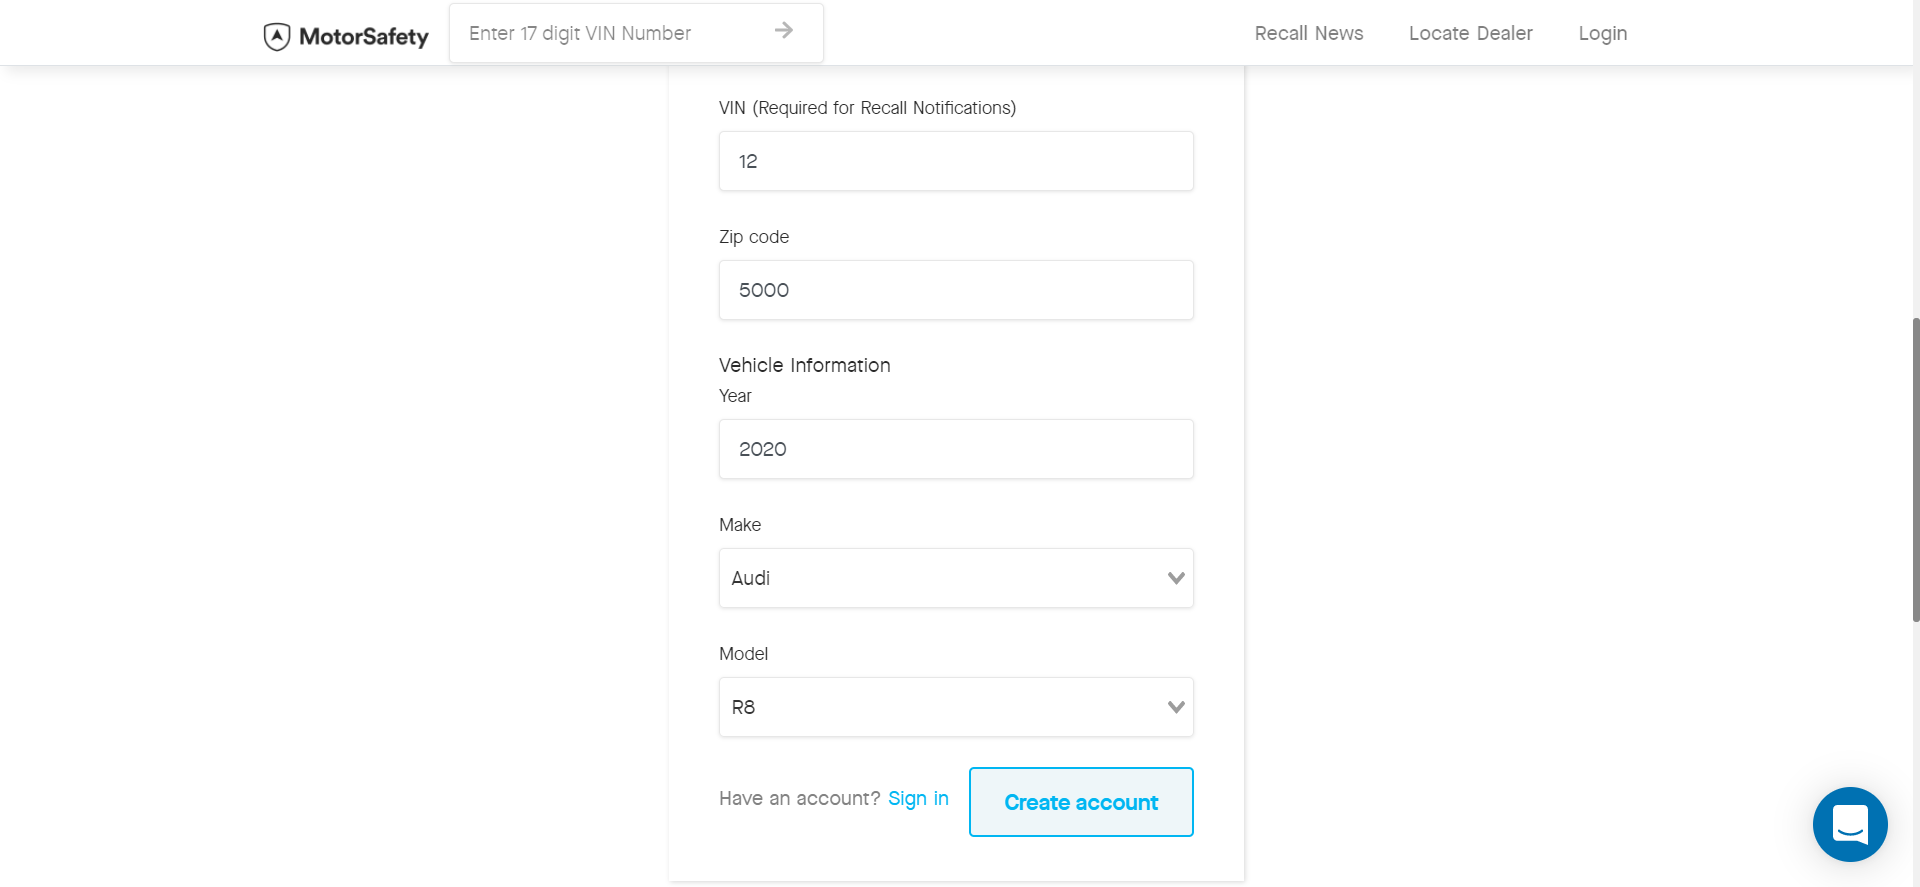 MotorSafety
Enter 17 digit VIN Number
Recall News
Locate Dealer
Login
VIN (Required for Recall Notifications)
12
Zip code
5000
Vehicle Information
Year
2020
Make
Audi
Model
R8
Have an account? Sign in
Create account